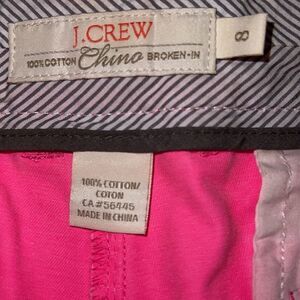 J.CREW
100% COTTON Chino BROKEN-IN
8
100% COTTON/
COTON
CA #56445
MADE IN CHINA